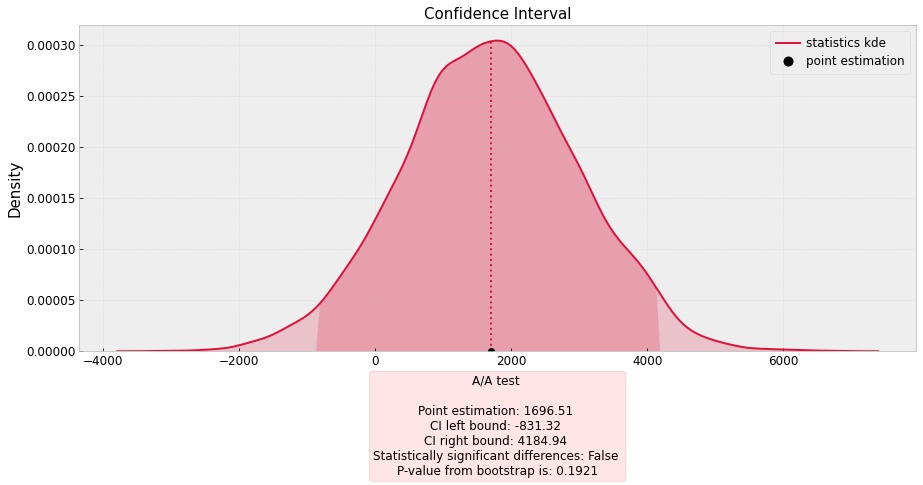 Confidence Interval
statistics kde
point estimation
Density
0.00030
0.00025
0.00020
0.00015
0.00010
0.00005
0.00000
−4000
−2000
0
2000
4000
6000
A/A test
Point estimation: 1696.51
CI left bound: -831.32
CI right bound: 4184.94
Statistically significant differences: False
P-value from bootstrap is: 0.1921